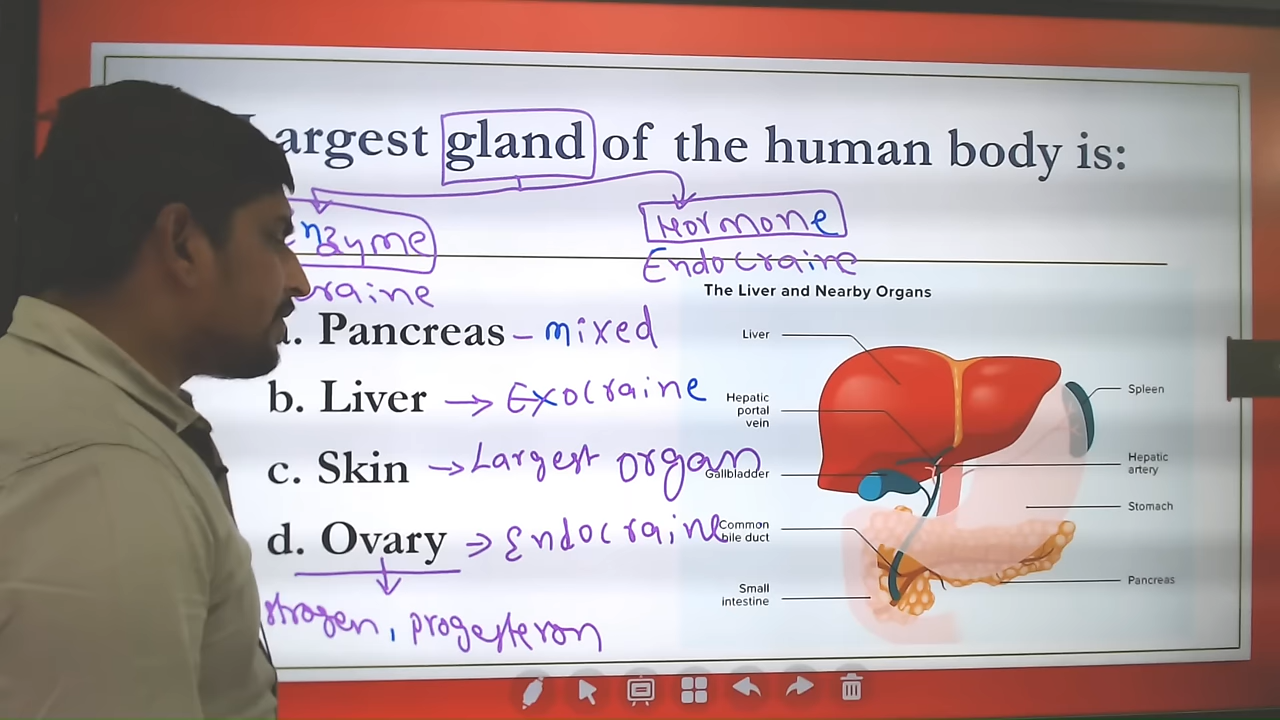 Largest gland of the human body is:
nzyme Hormone
craine Endocraine
The Liver and Nearby Organs
a. Pancreas – mixed
b. Liver → Exocraine
c. Skin → Largest organ
d. Ovary → Endocraine
strogen, progesteron
Liver
Hepatic
portal
vein
Gallbladder
Common
bile duct
Small
intestine
Spleen
Hepatic
artery
Stomach
Pancreas